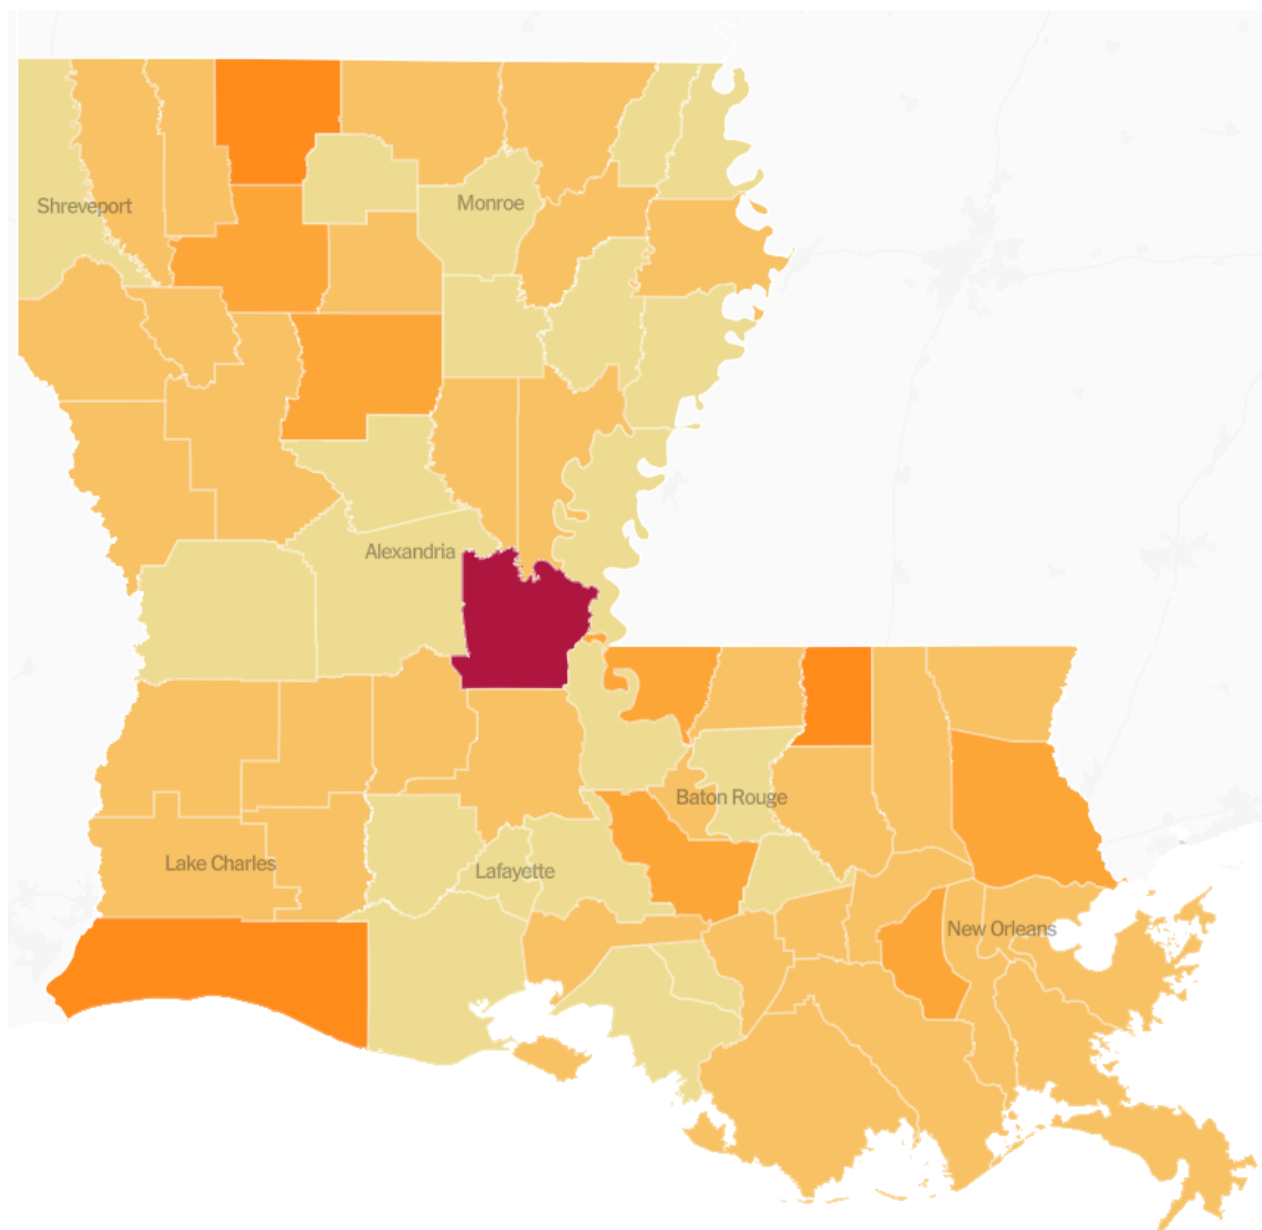 Shreveport
Monroe
Alexandria
Baton Rouge
Lake Charles
Lafayette
New Orleans